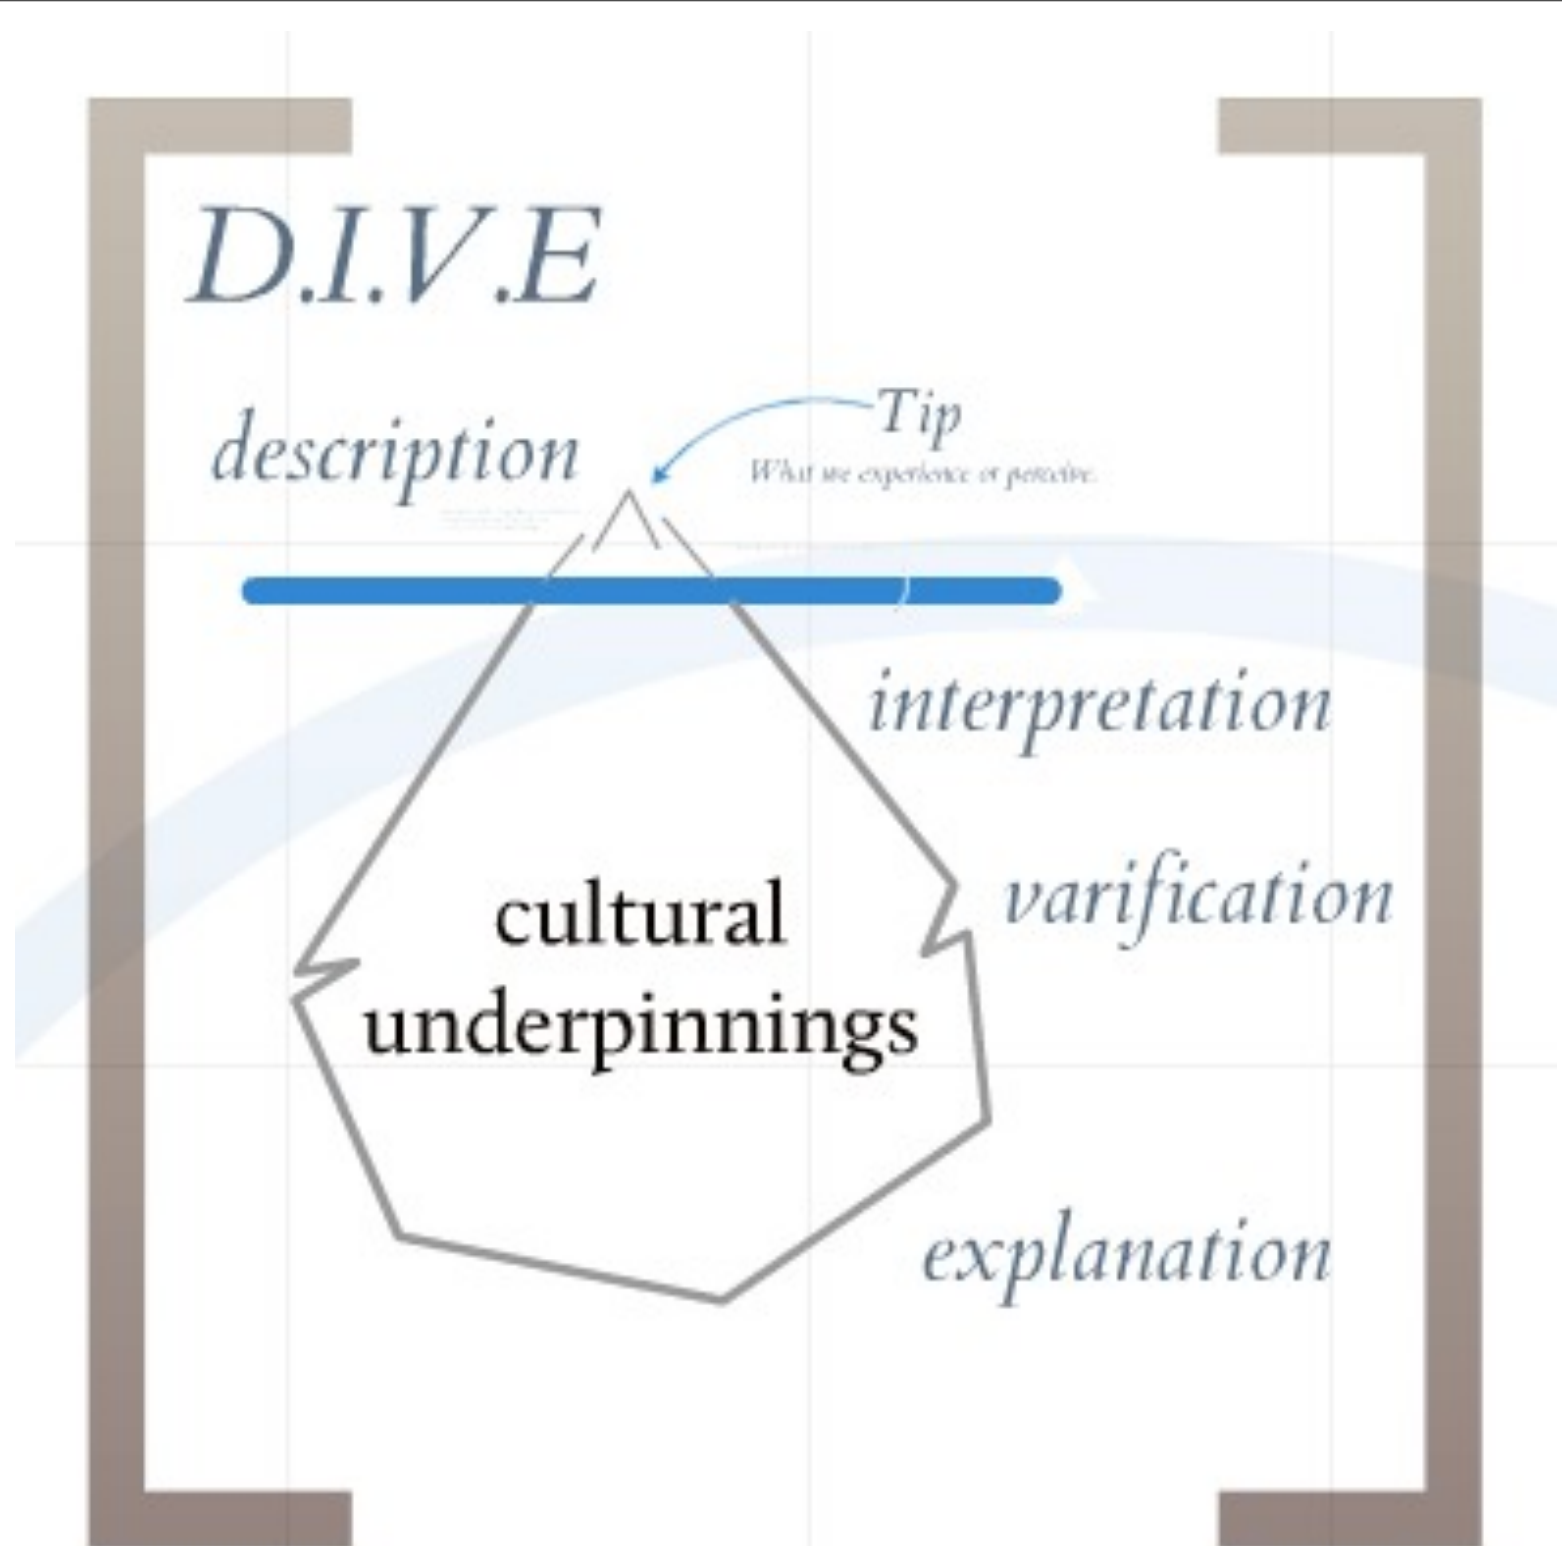 D.I.V.E
description
Tip
What we experience or perceive.
interpretation
varification
cultural
underpinnings
explanation